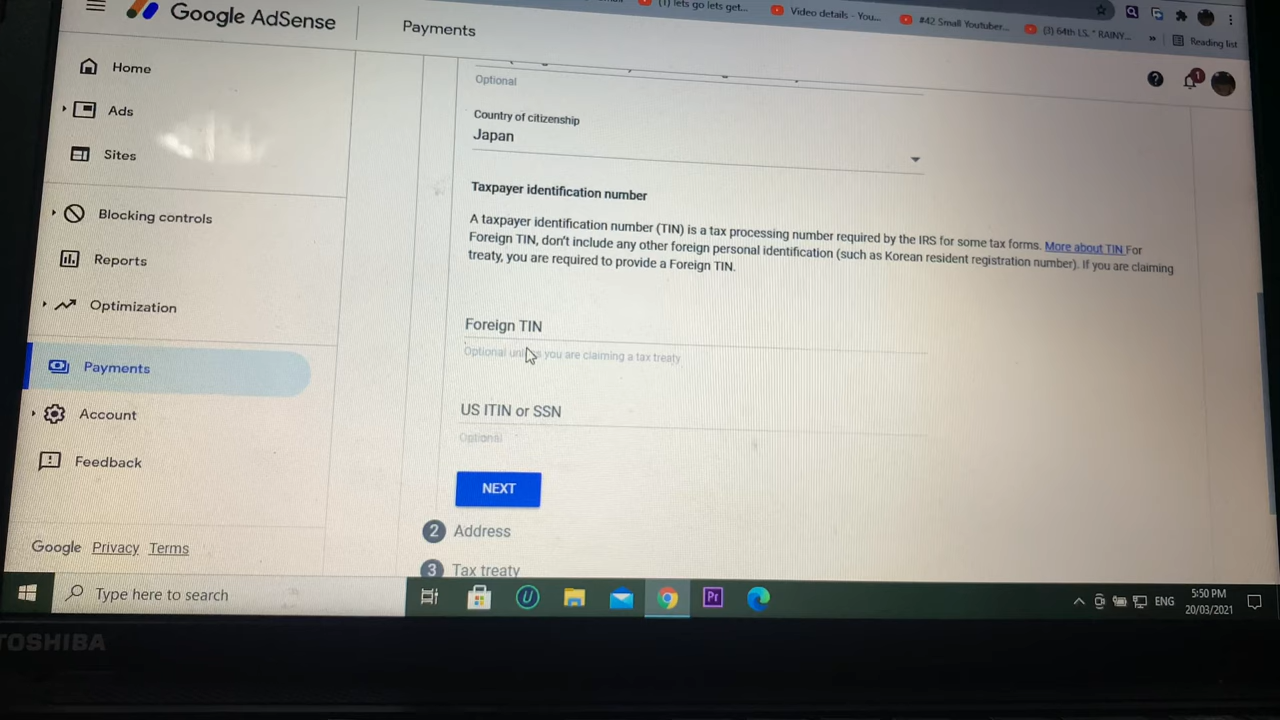 (1) lets go lets get...
Video details - You...
#42 Small Youtuber...
(3) 64th I.S. * RAINY...
Reading list
Google AdSense
Payments
1
Home
Ads
Sites
Blocking controls
Reports
Optimization
Payments
Account
Feedback
Google Privacy Terms
Optional
Country of citizenship
Japan
Taxpayer identification number
A taxpayer identification number (TIN) is a tax processing number required by the IRS for some tax forms. More about TIN For
Foreign TIN, don't include any other foreign personal identification (such as Korean resident registration number). If you are claiming
treaty, you are required to provide a Foreign TIN.
Foreign TIN
Optional unless you are claiming a tax treaty
US ITIN or SSN
Optional
NEXT
2 Address
3 Tax treaty
Type here to search
U
Pr
ENG
5:50 PM
20/03/2021
TOSHIBA